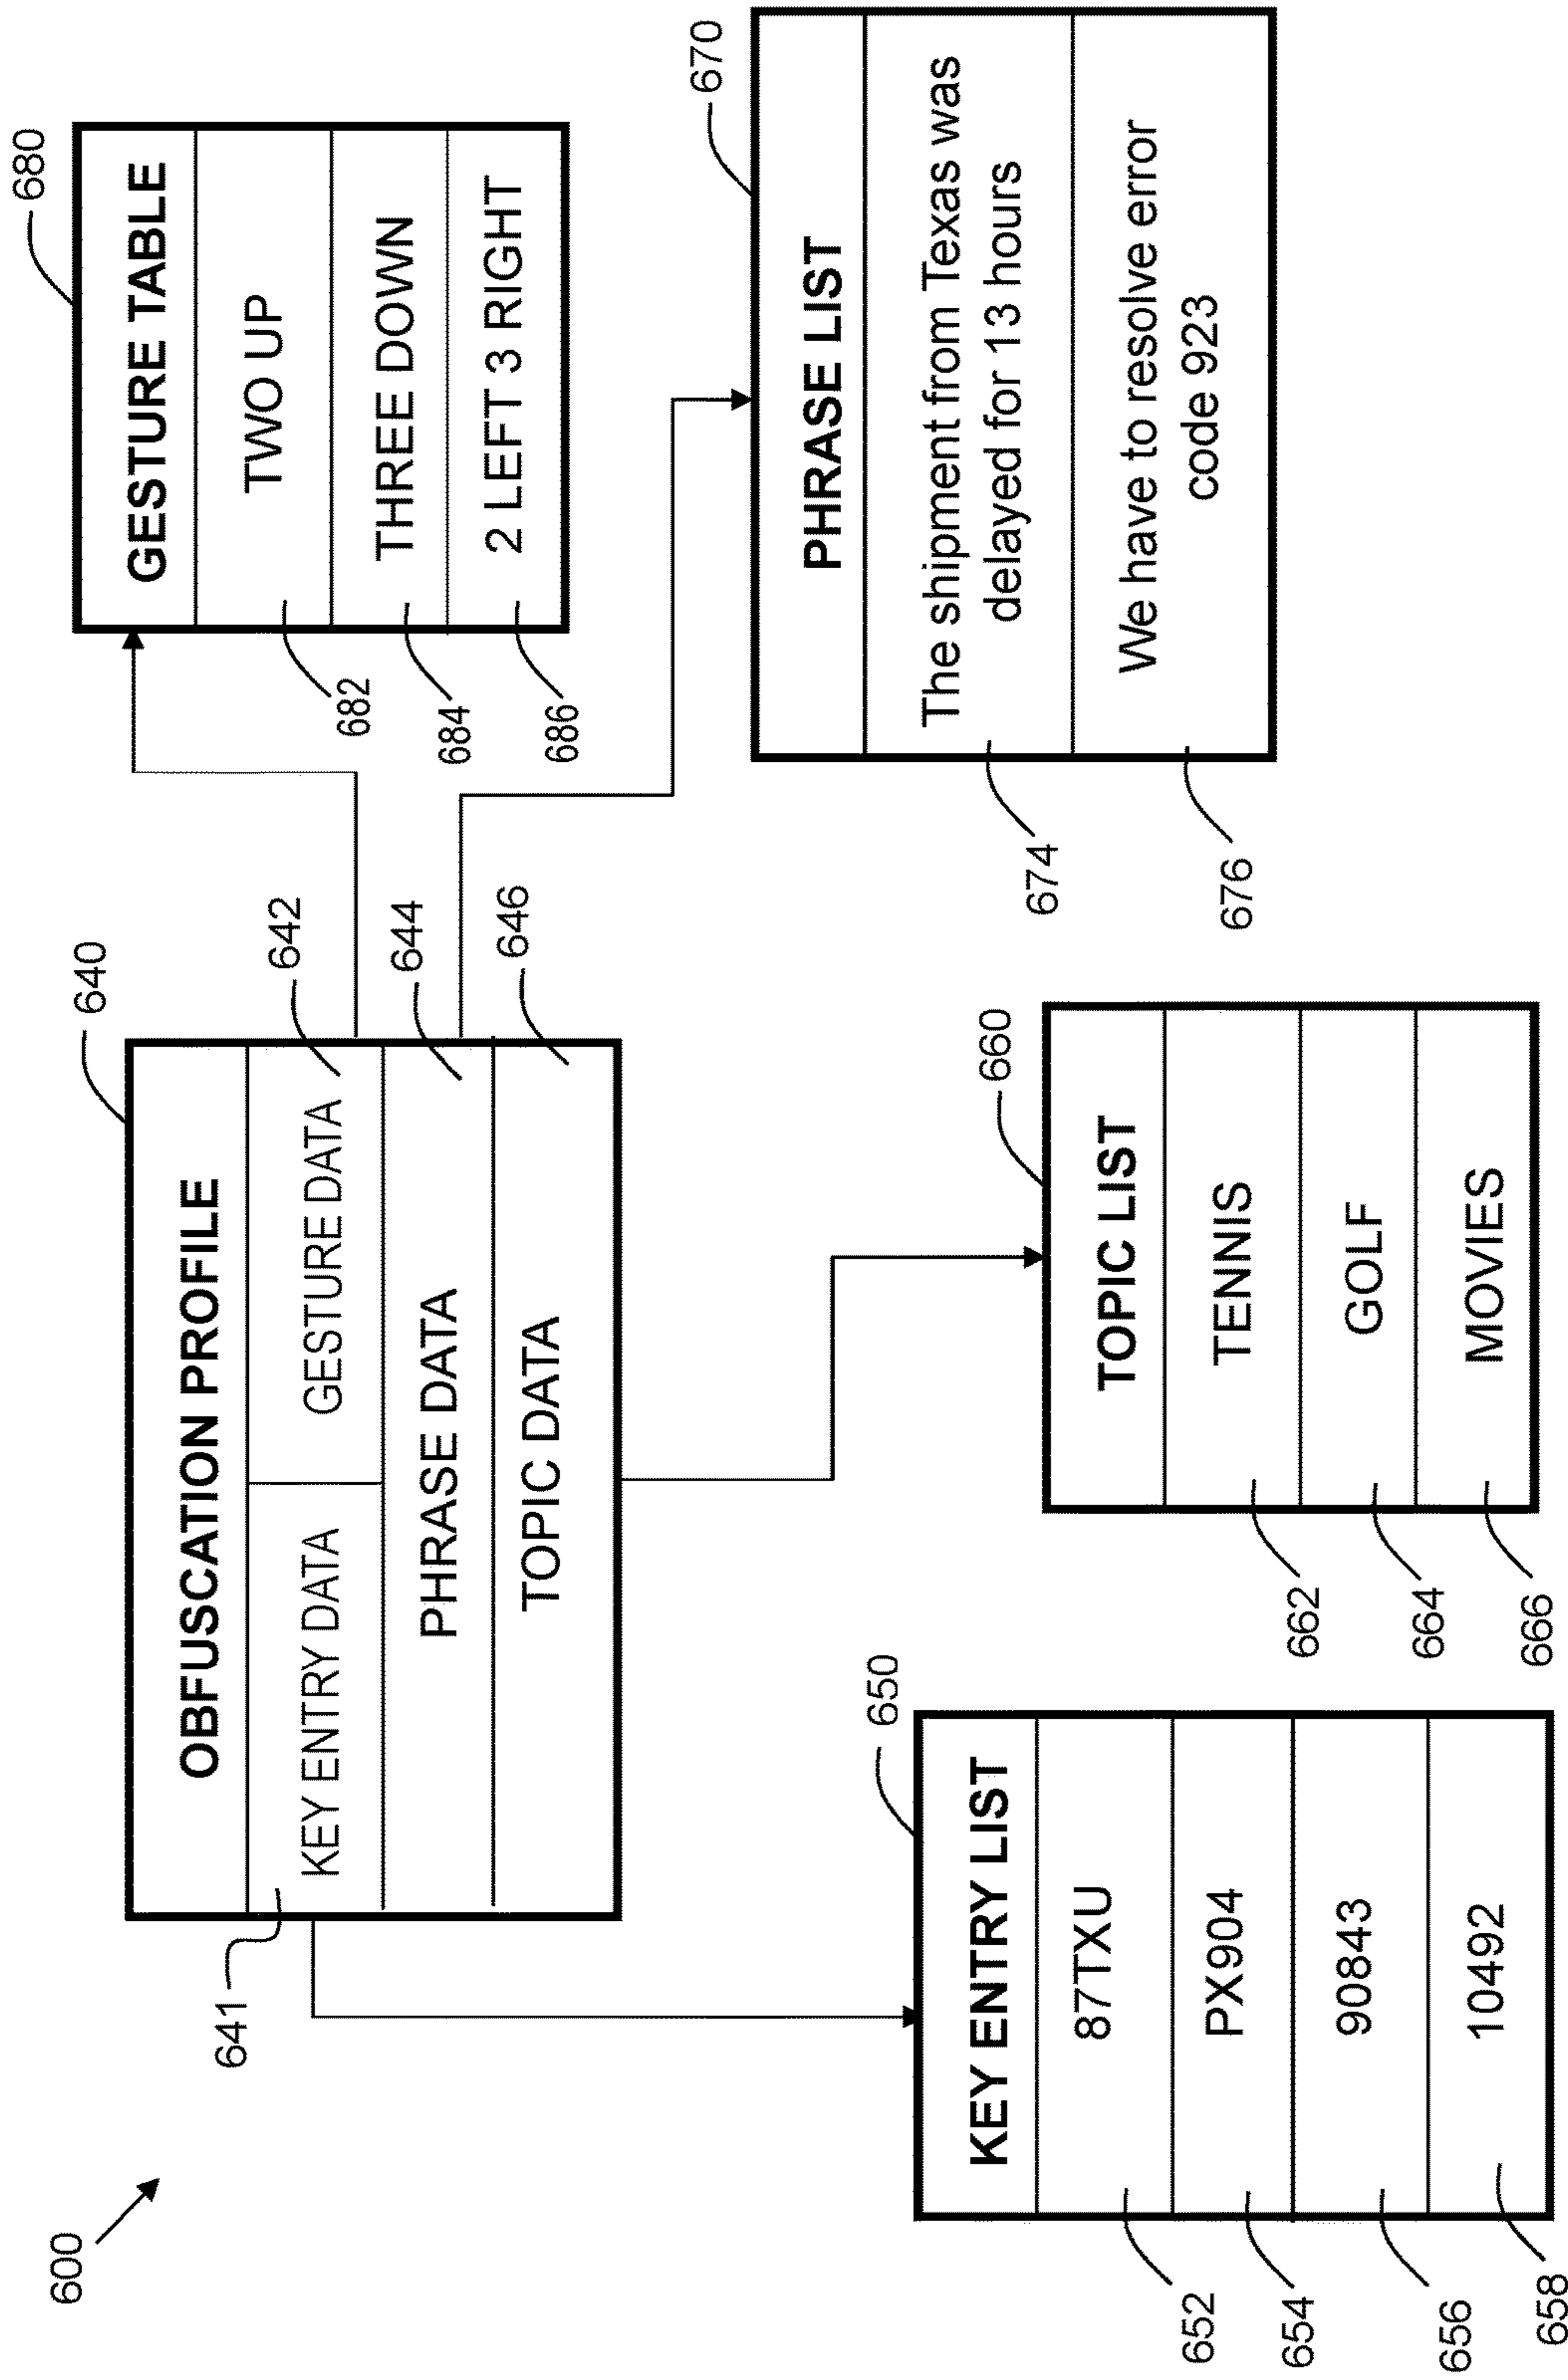 600
640
OBFUSCATION PROFILE
641
KEY ENTRY DATA
GESTURE DATA
642
PHRASE DATA
644
TOPIC DATA
646
680
GESTURE TABLE
TWO UP
682
THREE DOWN
684
2 LEFT 3 RIGHT
686
650
KEY ENTRY LIST
87TXU
652
PX904
654
90843
656
10492
658
660
TOPIC LIST
TENNIS
662
GOLF
664
MOVIES
666
670
PHRASE LIST
The shipment from Texas was
delayed for 13 hours
674
We have to resolve error
code 923
676